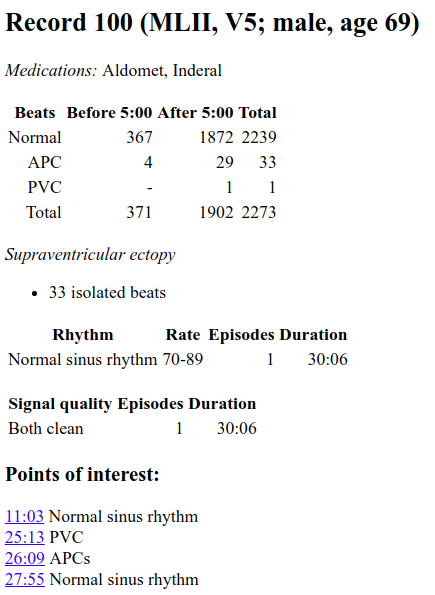 Record 100 (MLII, V5; male, age 69)
Medications: Aldomet, Inderal
Beats Before 5:00 After 5:00 Total
Normal 367 1872 2239
APC 4 29 33
PVC - 1 1
Total 371 1902 2273
Supraventricular ectopy
• 33 isolated beats
Rhythm Rate Episodes Duration
Normal sinus rhythm 70-89 1 30:06
Signal quality Episodes Duration
Both clean 1 30:06
Points of interest:
11:03 Normal sinus rhythm
25:13 PVC
26:09 APCs
27:55 Normal sinus rhythm